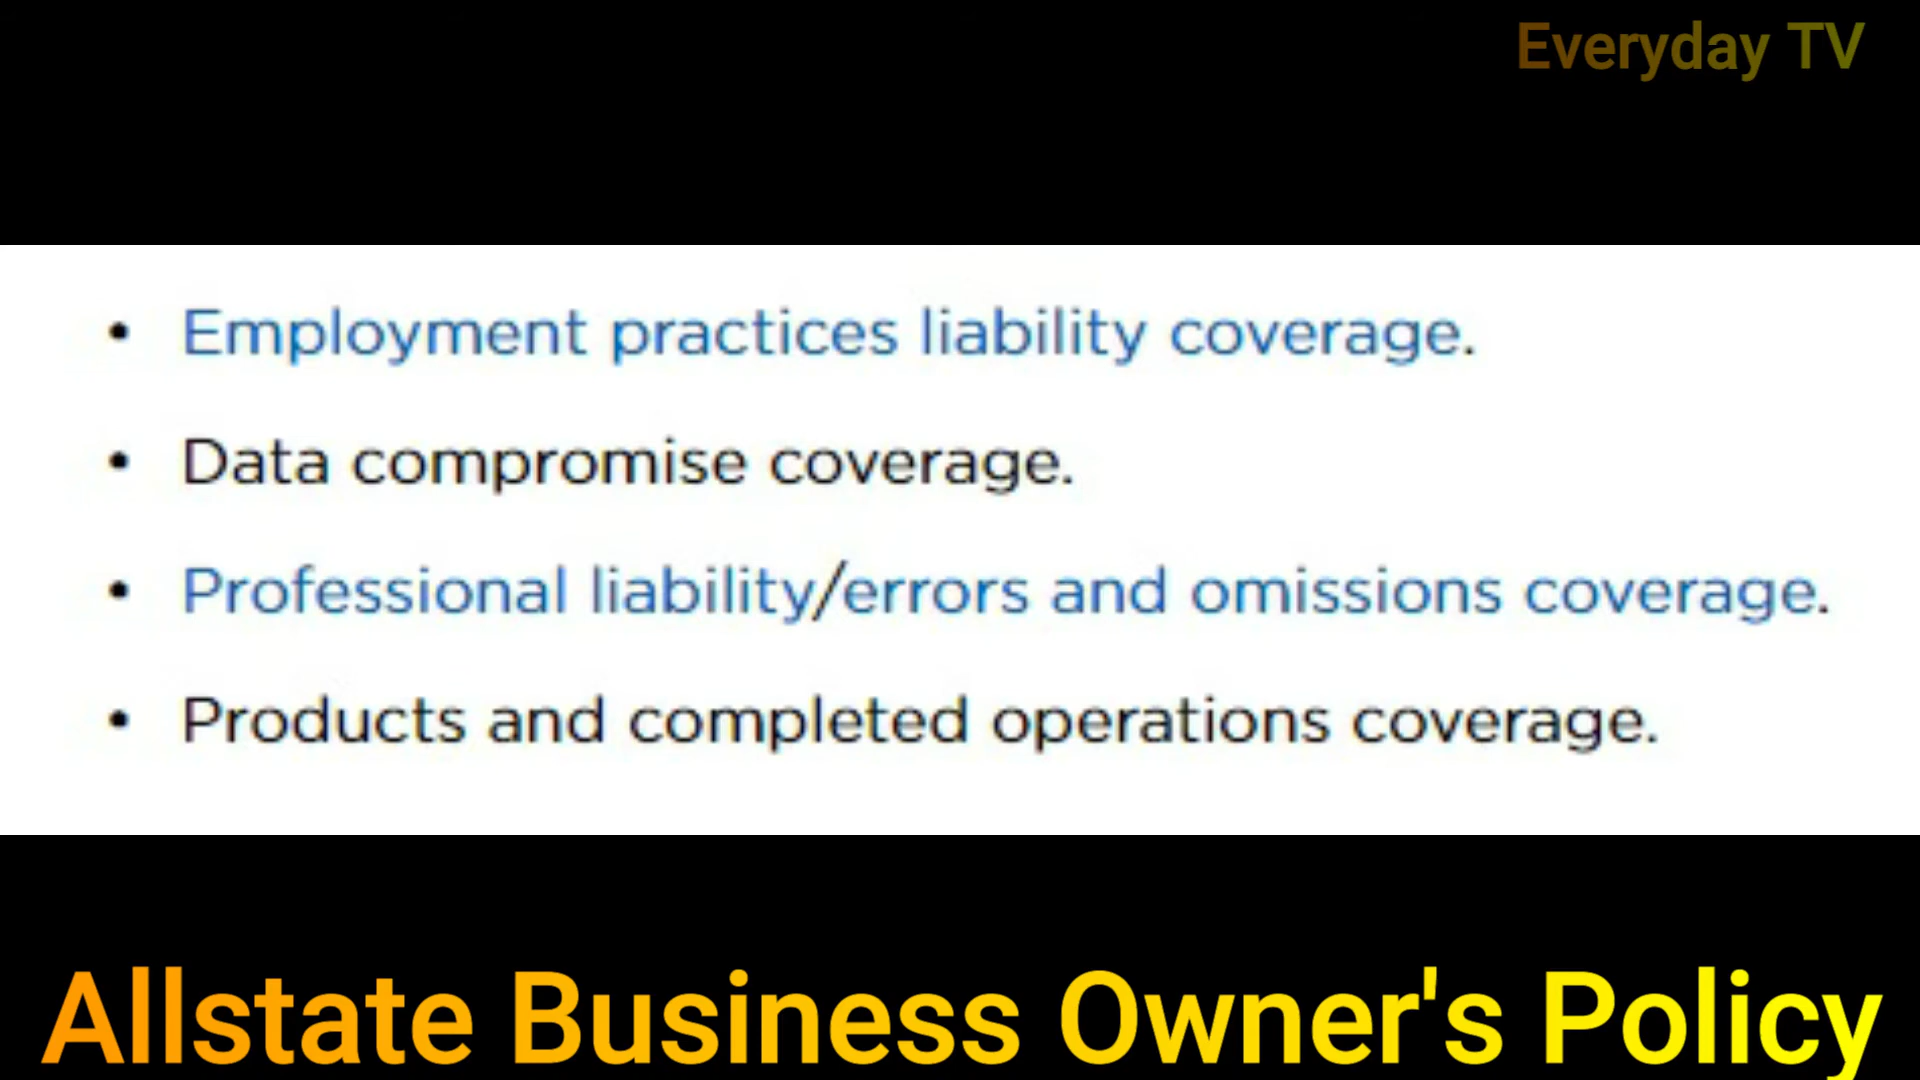 Everyday TV
• Employment practices liability coverage.
• Data compromise coverage.
• Professional liability/errors and omissions coverage.
• Products and completed operations coverage.
Allstate Business Owner's Policy